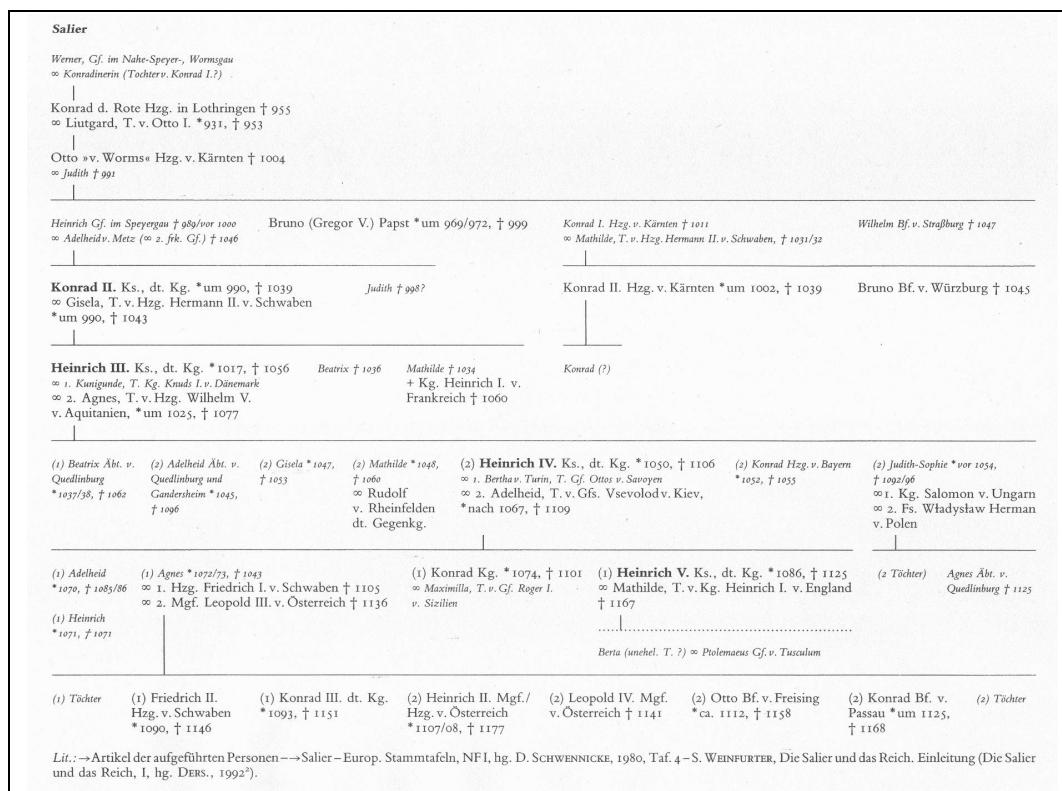 Salier
Werner, Gf. im Nahe-Speyer-, Wormsgau
∞ Konradinerin (Tochter v. Konrad I.?)
Konrad d. Rote Hzg. in Lothringen † 955
∞ Liutgard, T. v. Otto I. *931, † 953
Otto »v. Worms« Hzg. v. Kärnten † 1004
∞ Judith † 991
Heinrich Gf. im Speyergau † 989/vor 1000
∞ Adelheid v. Metz (∞ 2. frk. Gf.) † 1046
Bruno (Gregor V.) Papst *um 969/972, † 999
Konrad I. Hzg. v. Kärnten † 1011
∞ Mathilde, T. v. Hzg. Hermann II. v. Schwaben, † 1031/32
Wilhelm Bf. v. Straßburg † 1047
Konrad II. Ks., dt. Kg. *um 990, † 1039
∞ Gisela, T. v. Hzg. Hermann II. v. Schwaben
*um 990, † 1043
Judith † 998?
Konrad II. Hzg. v. Kärnten *um 1002, † 1039
Bruno Bf. v. Würzburg † 1045
Heinrich III. Ks., dt. Kg. *1017, † 1056
∞ 1. Kunigunde, T. Kg. Knuds I. v. Dänemark
∞ 2. Agnes, T. v. Hzg. Wilhelm V.
v. Aquitanien, *um 1025, † 1077
Beatrix † 1036
Mathilde † 1034
+ Kg. Heinrich I. v.
Frankreich † 1060
Konrad (?)
(1) Beatrix Äbt. v.
Quedlinburg
*1037/38, † 1062
(2) Adelheid Äbt. v.
Quedlinburg und
Gandersheim *1045,
† 1096
(2) Gisela *1047,
† 1053
(2) Mathilde *1048,
† 1060
∞ Rudolf
v. Rheinfelden
dt. Gegenkg.
(2) Heinrich IV. Ks., dt. Kg. *1050, † 1106
∞ 1. Bertha v. Turin, T. Gf. Ottos v. Savoyen
∞ 2. Adelheid, T. v. Gfs. Vsevolod v. Kiev,
*nach 1067, † 1109
(2) Konrad Hzg. v. Bayern
*1052, † 1055
(2) Judith-Sophie *vor 1054,
† 1092/96
∞1. Kg. Salomon v. Ungarn
∞ 2. Fs. Władysław Herman
v. Polen
(1) Adelheid
*1070, † 1085/86
(1) Heinrich
*1071, † 1071
(1) Agnes *1072/73, † 1043
∞ 1. Hzg. Friedrich I. v. Schwaben † 1105
∞ 2. Mgf. Leopold III. v. Österreich † 1136
(1) Konrad Kg. *1074, † 1101
∞ Maximilla, T. v. Gf. Roger I.
v. Sizilien
(1) Heinrich V. Ks., dt. Kg. *1086, † 1125
∞ Mathilde, T. v. Kg. Heinrich I. v. England
† 1167
Berta (unehel. T. ?) ∞ Ptolemaeus Gf. v. Tusculum
(2 Töchter)
Agnes Äbt. v.
Quedlinburg † 1125
(1) Töchter
(1) Friedrich II.
Hzg. v. Schwaben
*1090, † 1146
(1) Konrad III. dt. Kg.
*1093, † 1151
(2) Heinrich II. Mgf./
Hzg. v. Österreich
*1107/08, † 1177
(2) Leopold IV. Mgf.
v. Österreich † 1141
(2) Otto Bf. v. Freising
*ca. 1112, † 1158
(2) Konrad Bf. v.
Passau *um 1125,
† 1168
(2) Töchter
Lit.: →Artikel der aufgeführten Personen–→Salier–Europ. Stammtafeln, NF I, hg. D. SCHWENNICKE, 1980, Taf. 4–S. WEINFURTER, Die Salier und das Reich. Einleitung (Die Salier
und das Reich, I, hg. DERS., 1992²).